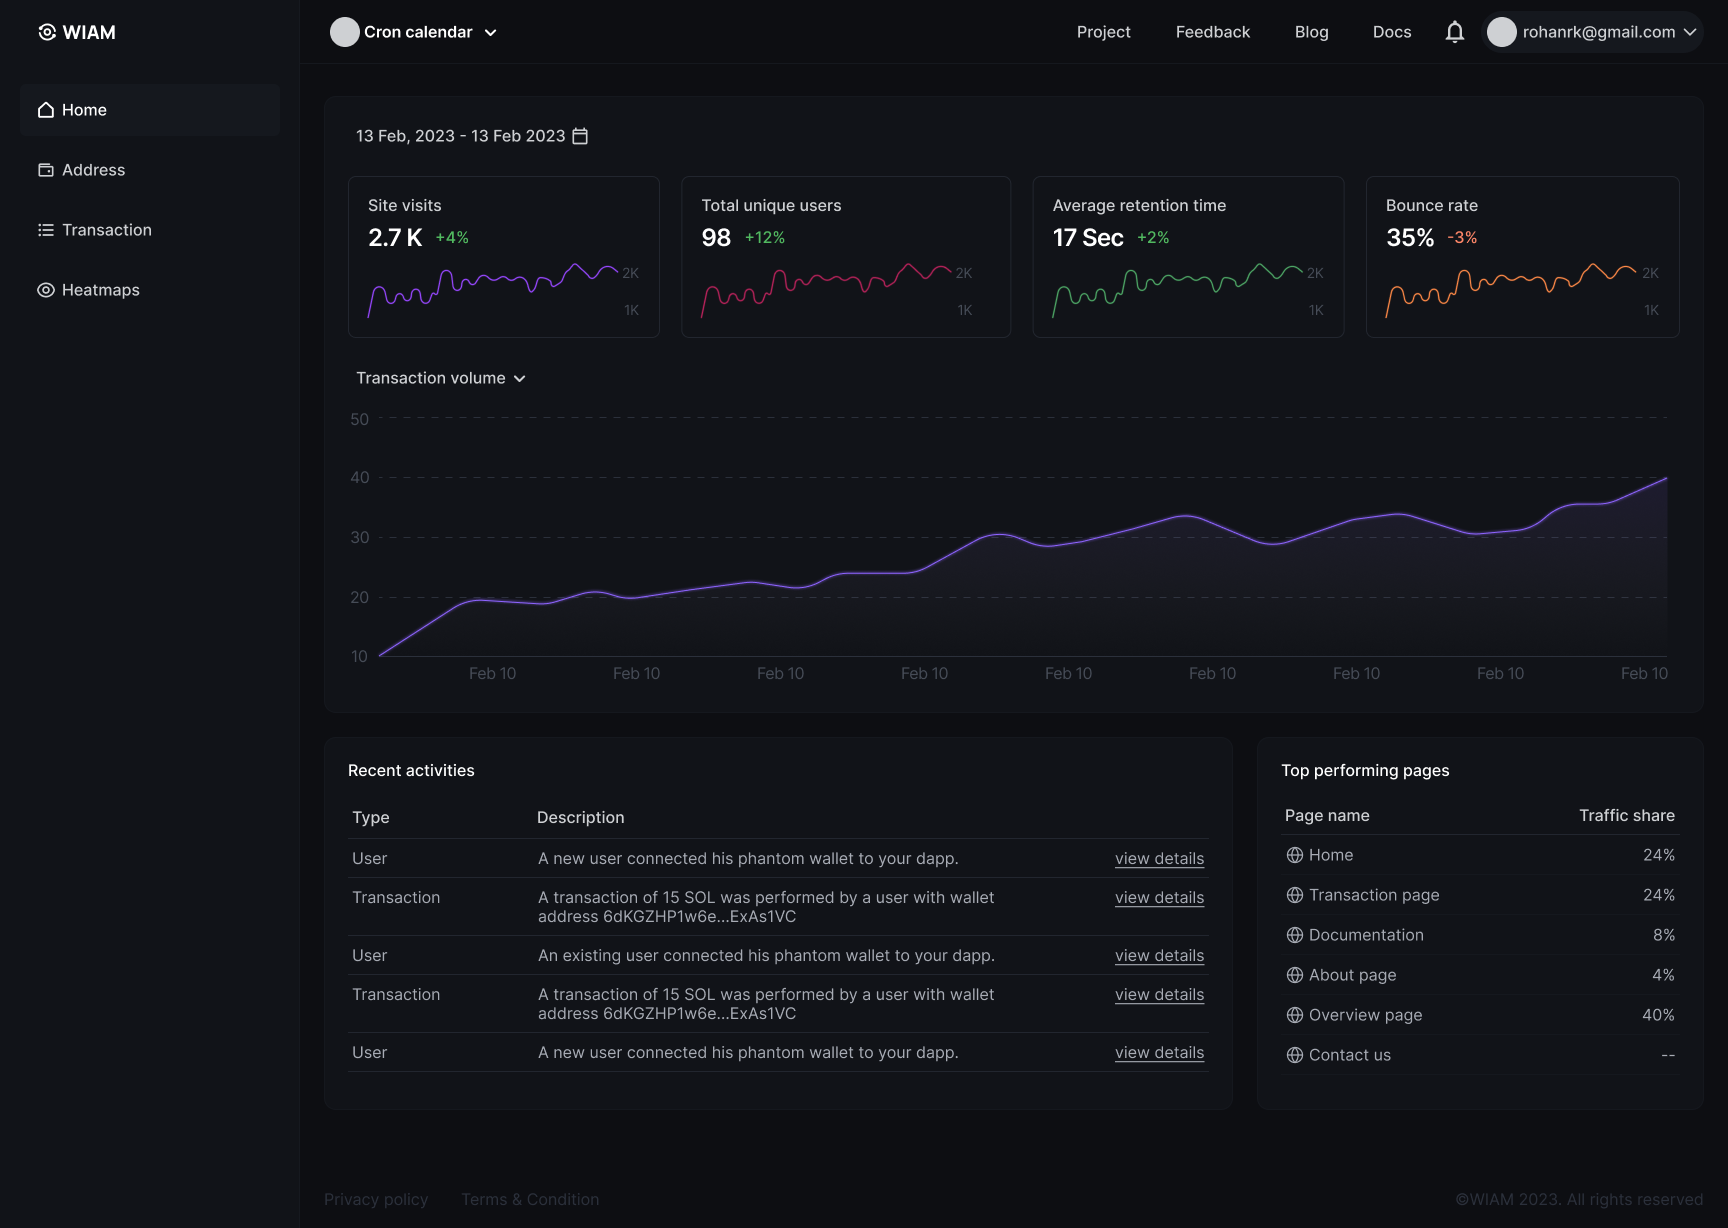 WIAM
Cron calendar
Project
Feedback
Blog
Docs
rohanrk@gmail.com
Home
Address
Transaction
Heatmaps
13 Feb, 2023 - 13 Feb 2023
Site visits
2.7 K +4%
2K
1K
Total unique users
98 +12%
2K
1K
Average retention time
17 Sec +2%
2K
1K
Bounce rate
35% -3%
2K
1K
Transaction volume
50
40
30
20
10
Feb 10 Feb 10 Feb 10 Feb 10 Feb 10 Feb 10 Feb 10 Feb 10 Feb 10
Recent activities
Type Description
User A new user connected his phantom wallet to your dapp. view details
Transaction A transaction of 15 SOL was performed by a user with wallet view details
address 6dKGZHP1w6e...ExAs1VC
User An existing user connected his phantom wallet to your dapp. view details
Transaction A transaction of 15 SOL was performed by a user with wallet view details
address 6dKGZHP1w6e...ExAs1VC
User A new user connected his phantom wallet to your dapp. view details
Top performing pages
Page name Traffic share
Home 24%
Transaction page 24%
Documentation 8%
About page 4%
Overview page 40%
Contact us --
Privacy policy Terms & Condition ©WIAM 2023. All rights reserved